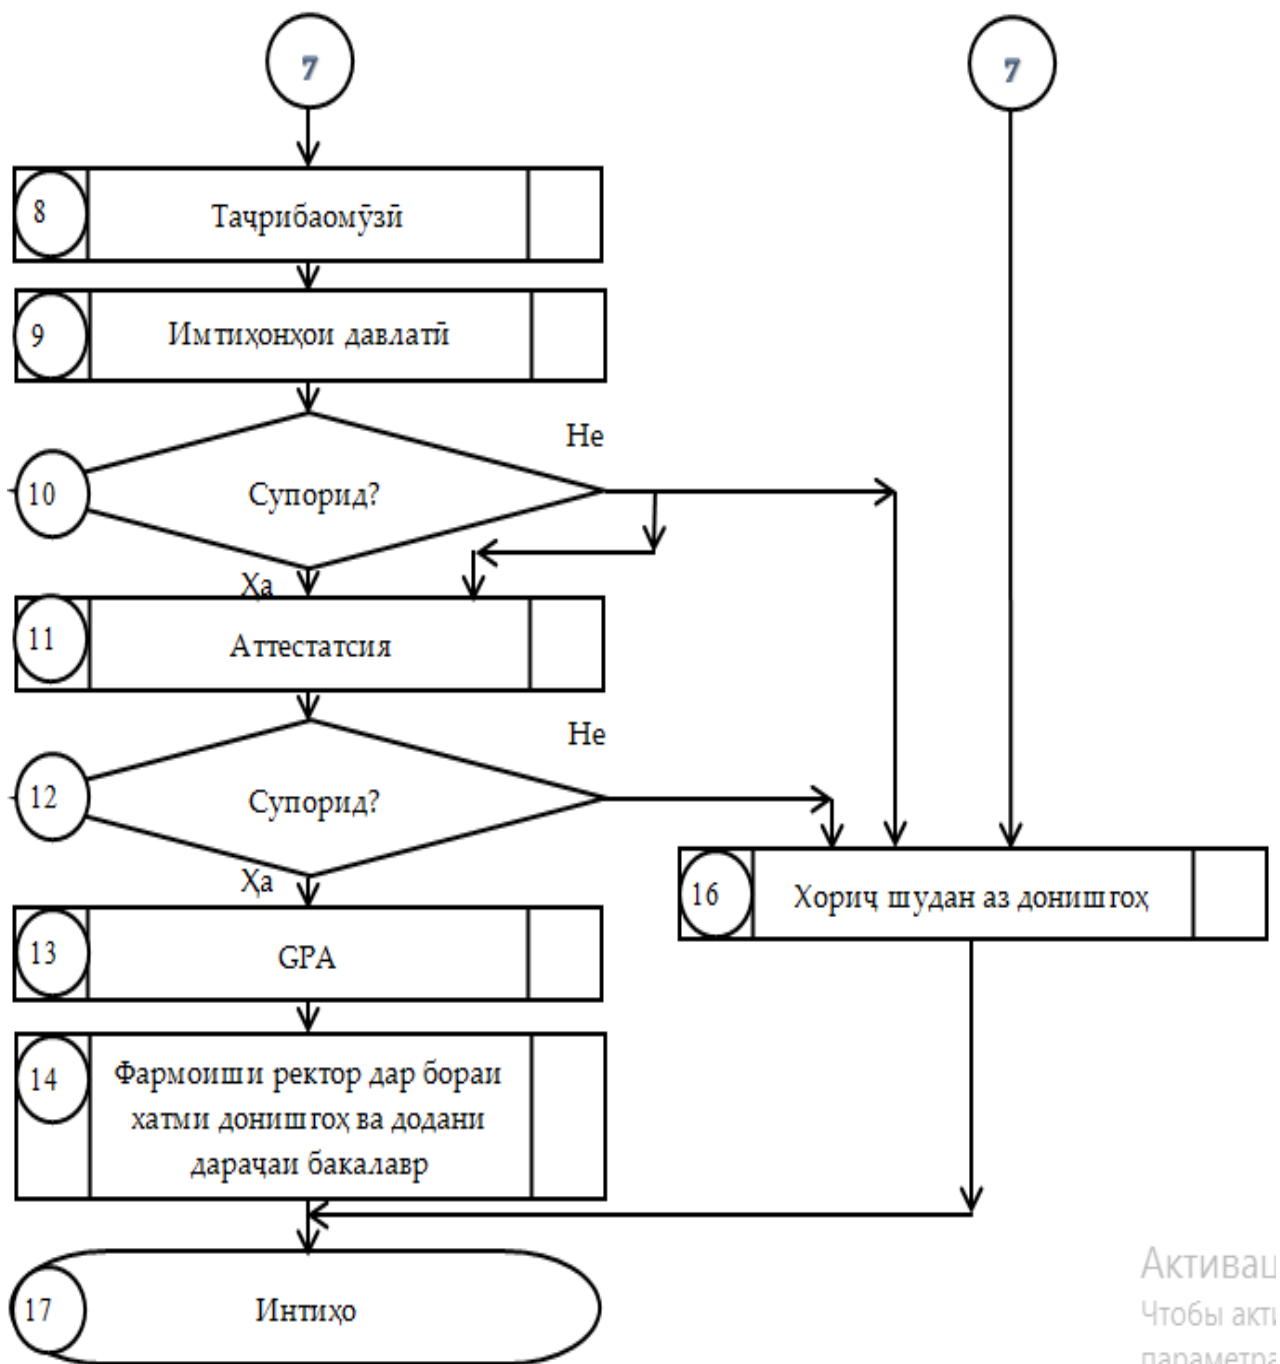 7
7
8
Таҷрибаомӯзӣ
9
Имтиҳонҳои давлатӣ
Не
10
Супорид?
Ҳа
11
Аттестатсия
Не
12
Супорид?
Ҳа
16
Хориҷ шудан аз донишгоҳ
13
GPA
14
Фармоиши ректор дар бораи
хатми донишгоҳ ва додани
дараҷаи бакалавр
17
Интиҳо
Активац
Чтобы акти
параметра